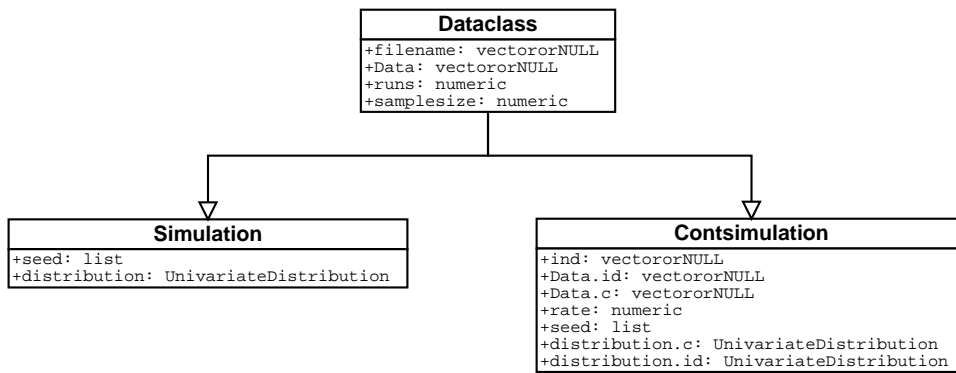 Dataclass
+filename: vectororNULL
+Data: vectororNULL
+runs: numeric
+samplesize: numeric
Simulation
+seed: list
+distribution: UnivariateDistribution
Contsimulation
+ind: vectororNULL
+Data.id: vectororNULL
+Data.c: vectororNULL
+rate: numeric
+seed: list
+distribution.c: UnivariateDistribution
+distribution.id: UnivariateDistribution